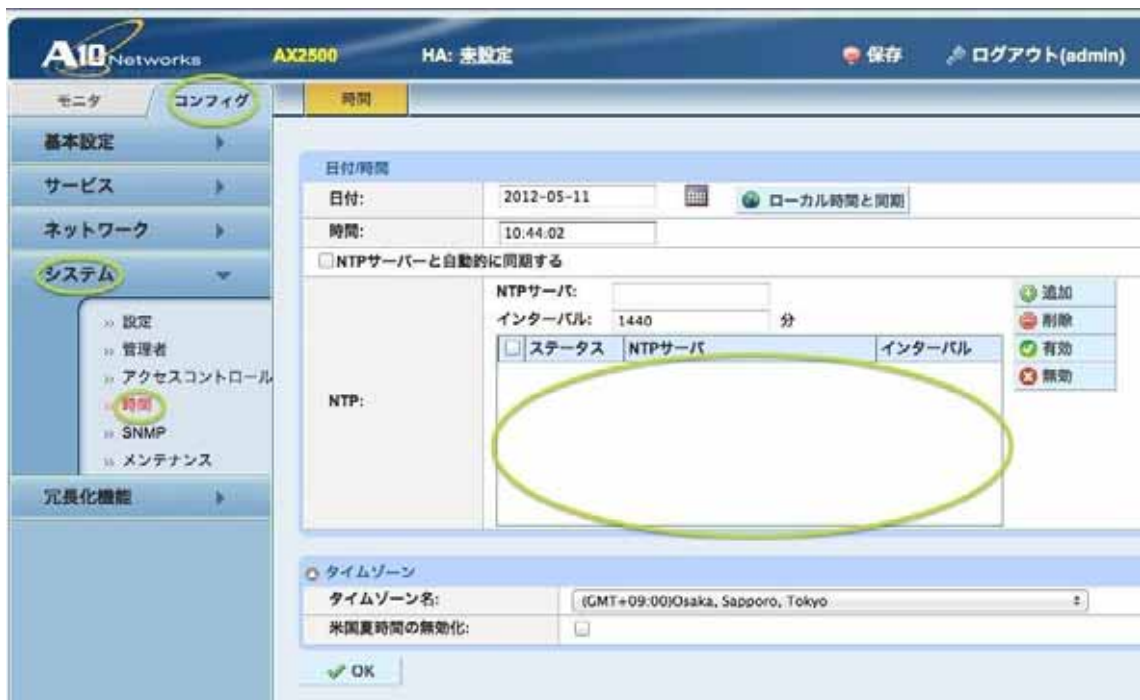 A10 Networks AX2500 HA: 未設定 保存 ログアウト(admin)
モニタ コンフィグ 時間
基本設定
サービス
ネットワーク
システム
» 設定
» 管理者
» アクセスコントロール
» 時間
» SNMP
» メンテナンス
冗長化機能
日付/時間
日付: 2012-05-11 ローカル時間と同期
時間: 10:44:02
NTPサーバーと自動的に同期する
NTP:
NTPサーバ:
インターバル: 1440 分
ステータス NTPサーバ インターバル
追加
削除
有効
無効
タイムゾーン
タイムゾーン名: (GMT+09:00)Osaka, Sapporo, Tokyo
米国夏時間の無効化:
OK